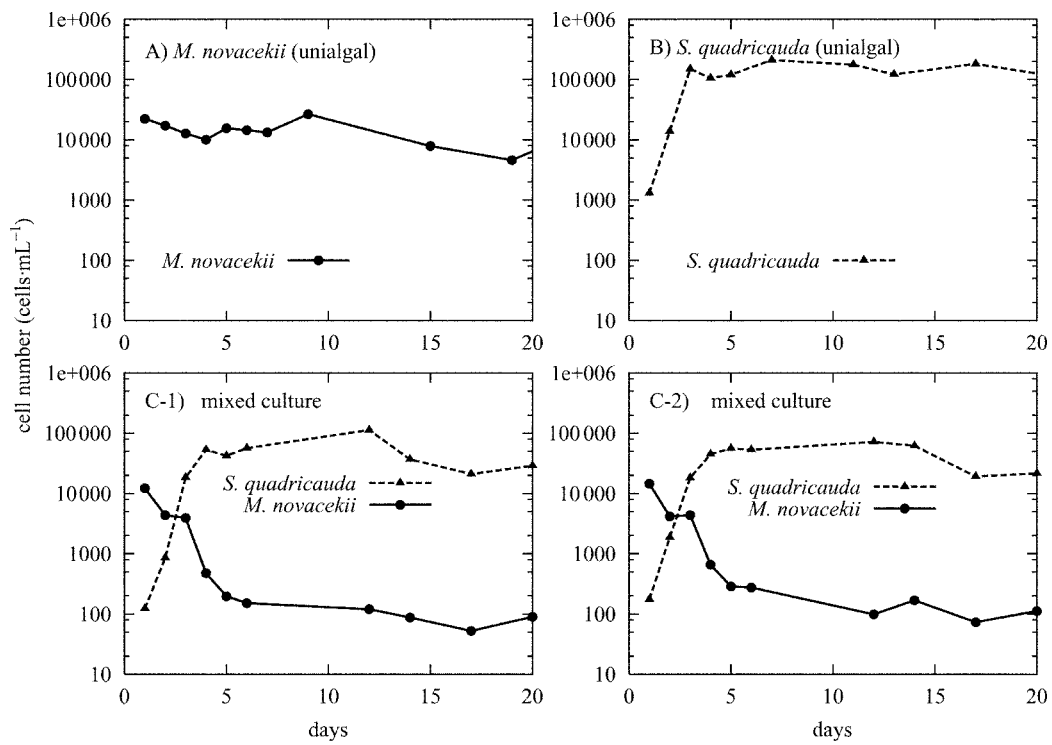 cell number (cells·mL⁻¹)
A) M. novacekii (unialgal)
1e+006
100000
10000
1000
100
10
M. novacekii
0 5 10 15 20
B) S. quadricauda (unialgal)
1e+006
100000
10000
1000
100
10
S. quadricauda
0 5 10 15 20
C-1) mixed culture
1e+006
100000
10000
1000
100
10
S. quadricauda
M. novacekii
0 5 10 15 20
days
C-2) mixed culture
1e+006
100000
10000
1000
100
10
S. quadricauda
M. novacekii
0 5 10 15 20
days